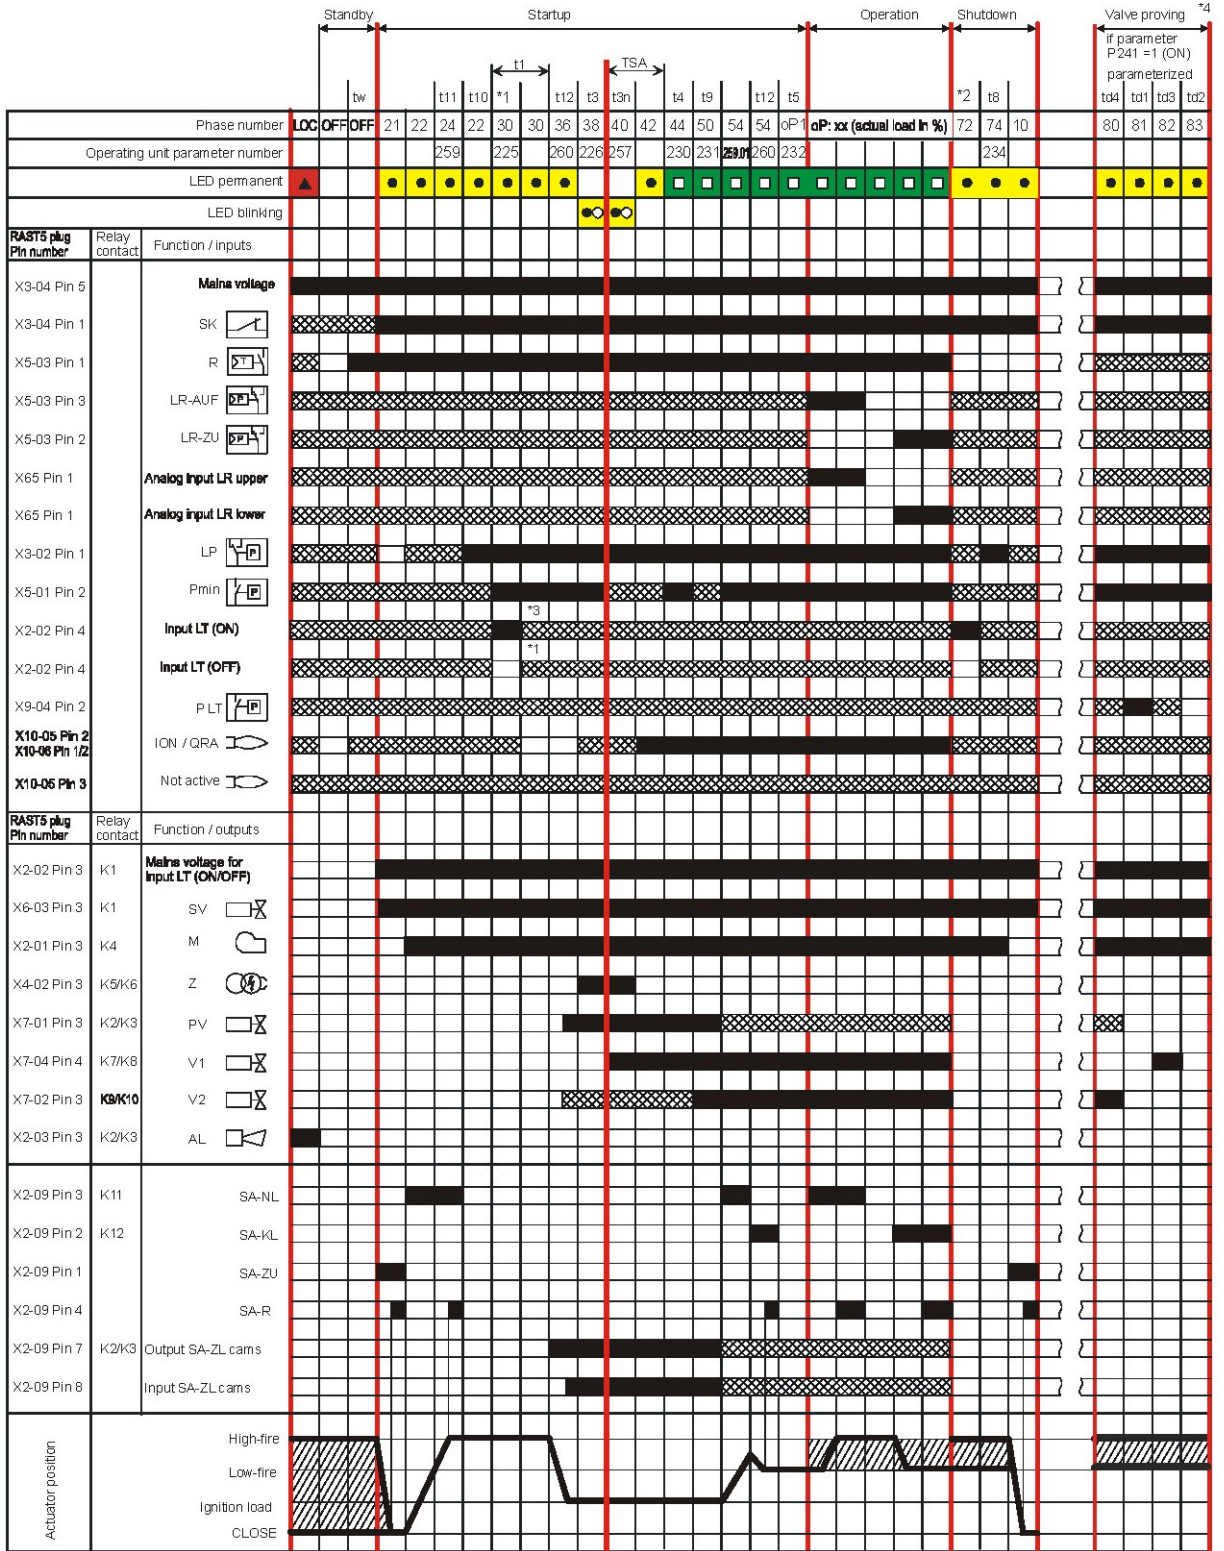 Standby Startup Operation Shutdown Valve proving *4
if parameter
P241 =1 (ON)
parameterized
t1 TSA
tw t11 t10 *1 t12 t3 t3n t4 t9 t12 t5 *2 t8 td4 td1 td3 td2
Phase number LOC OFF OFF 21 22 24 22 30 30 36 38 40 42 44 50 54 54 oP1 oP: xx (actual load in %) 72 74 10 80 81 82 83
Operating unit parameter number 259 225 260 226 257 230 231 259.01 260 232 234
LED permanent
LED blinking
RAST5 plug Pin number Relay contact Function / inputs
X3-04 Pin 5 Mains voltage
X3-04 Pin 1 SK
X5-03 Pin 1 R T
X5-03 Pin 3 LR-AUF P
X5-03 Pin 2 LR-ZU P
X65 Pin 1 Analog input LR upper
X65 Pin 1 Analog input LR lower
X3-02 Pin 1 LP P
X5-01 Pin 2 Pmin P
*3
X2-02 Pin 4 Input LT (ON)
*1
X2-02 Pin 4 Input LT (OFF)
X9-04 Pin 2 P LT P
X10-05 Pin 2
X10-06 Pin 1/2 ION / QRA
X10-05 Pin 3 Not active
RAST5 plug Pin number Relay contact Function / outputs
X2-02 Pin 3 K1 Mains voltage for Input LT (ON/OFF)
X6-03 Pin 3 K1 SV
X2-01 Pin 3 K4 M
X4-02 Pin 3 K5/K6 Z
X7-01 Pin 3 K2/K3 PV
X7-04 Pin 4 K7/K8 V1
X7-02 Pin 3 K9/K10 V2
X2-03 Pin 3 K2/K3 AL
X2-09 Pin 3 K11 SA-NL
X2-09 Pin 2 K12 SA-KL
X2-09 Pin 1 SA-ZU
X2-09 Pin 4 SA-R
X2-09 Pin 7 K2/K3 Output SA-ZL cams
X2-09 Pin 8 Input SA-ZL cams
Actuator position
High-fire
Low-fire
Ignition load
CLOSE